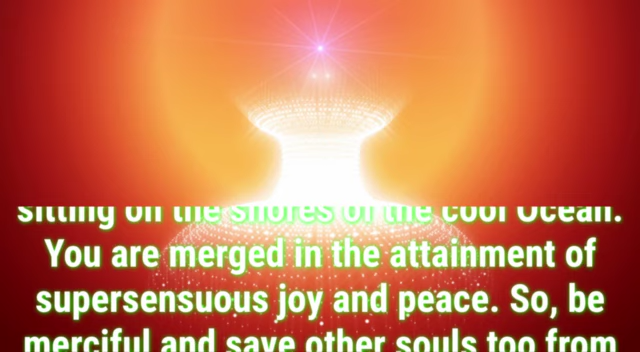 sitting on the shores of the cool Ocean.
You are merged in the attainment of
supersensuous joy and peace. So, be
merciful and save other souls too from